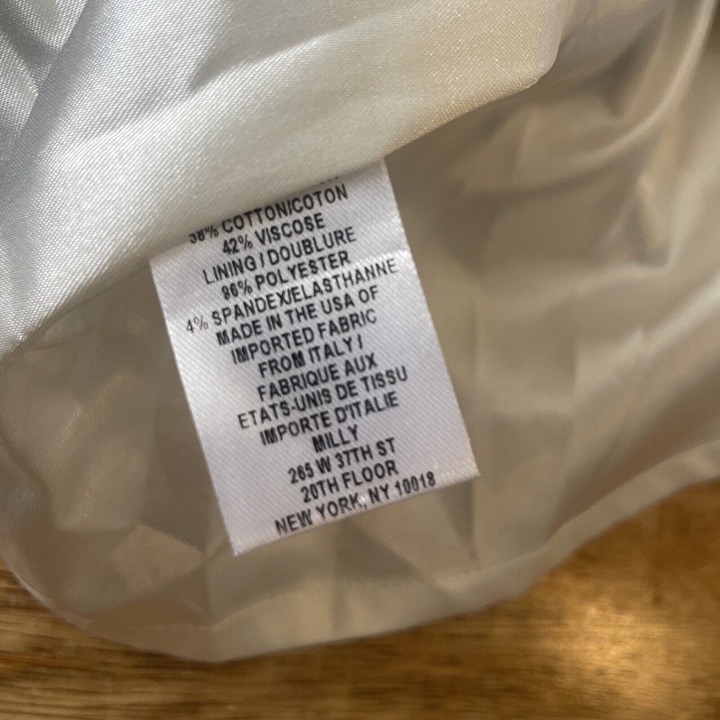 58% COTTON/COTON
42% VISCOSE
LINING / DOUBLURE
96% POLYESTER
4% SPANDEX/ELASTHANNE
MADE IN THE USA OF
IMPORTED FABRIC
FROM ITALY /
FABRIQUE AUX
ETATS-UNIS DE TISSU
IMPORTE D'ITALIE
MILLY
265 W 37TH ST
20TH FLOOR
NEW YORK, NY 10018